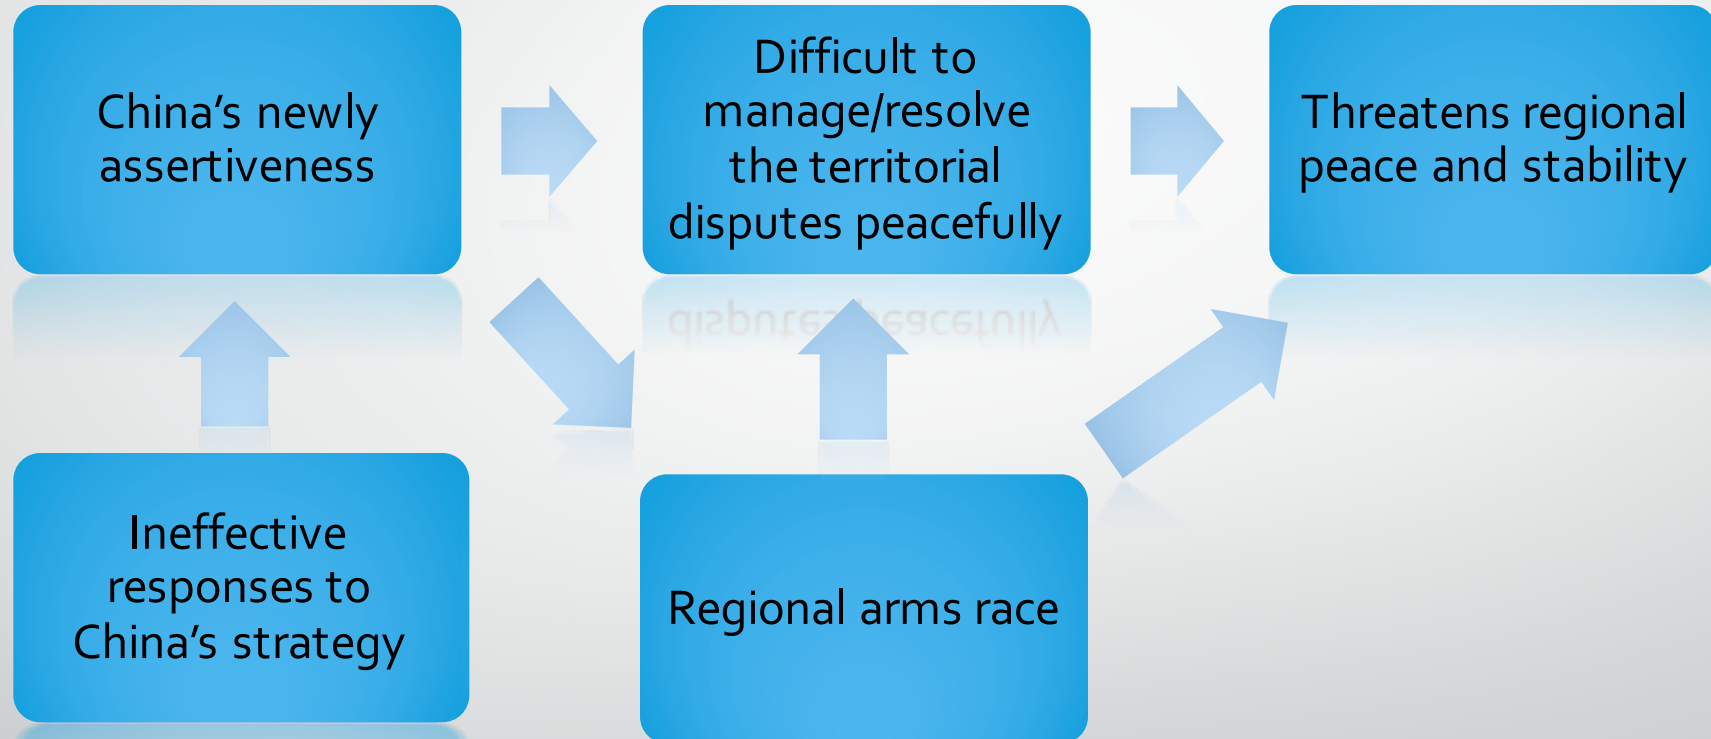 China’s newly
assertiveness
Difficult to
manage/resolve
the territorial
disputes peacefully
Threatens regional
peace and stability
Ineffective
responses to
China’s strategy
Regional arms race